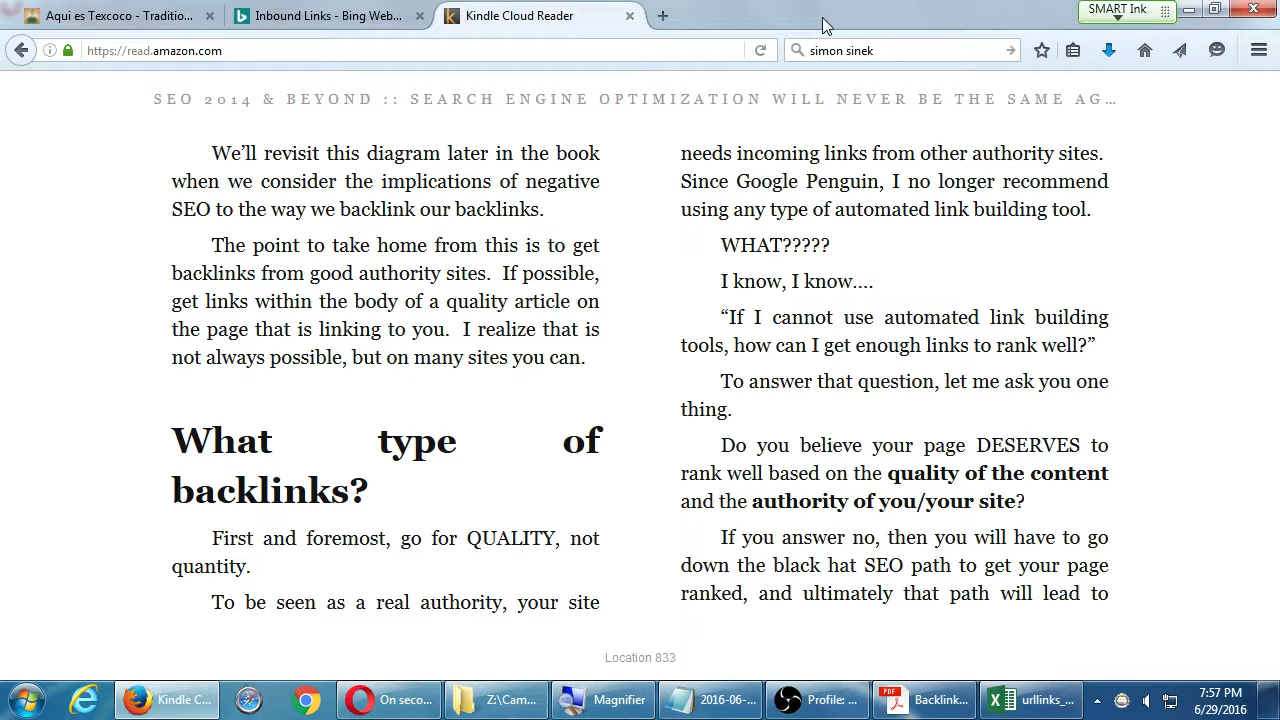 Aqui es Texcoco - Traditio...
Inbound Links - Bing Web...
Kindle Cloud Reader
SMART Ink
https://read.amazon.com
simon sinek
SEO 2014 & BEYOND :: SEARCH ENGINE OPTIMIZATION WILL NEVER BE THE SAME AG...
We'll revisit this diagram later in the book
when we consider the implications of negative
SEO to the way we backlink our backlinks.
The point to take home from this is to get
backlinks from good authority sites. If possible,
get links within the body of a quality article on
the page that is linking to you. I realize that is
not always possible, but on many sites you can.
What type of
backlinks?
First and foremost, go for QUALITY, not
quantity.
To be seen as a real authority, your site
needs incoming links from other authority sites.
Since Google Penguin, I no longer recommend
using any type of automated link building tool.
WHAT?????
I know, I know....
“If I cannot use automated link building
tools, how can I get enough links to rank well?”
To answer that question, let me ask you one
thing.
Do you believe your page DESERVES to
rank well based on the quality of the content
and the authority of you/your site?
If you answer no, then you will have to go
down the black hat SEO path to get your page
ranked, and ultimately that path will lead to
Location 833
Kindle C...
On seco...
Z:\Cam...
Magnifier
2016-06-...
Profile: ...
PDF
Backlink...
urllinks_...
7:57 PM
6/29/2016